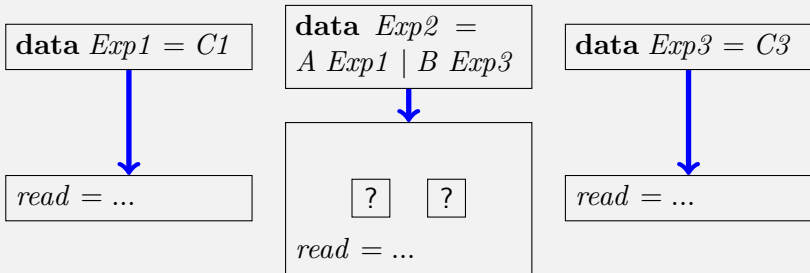 data Exp1 = C1
data Exp2 =
A Exp1 | B Exp3
data Exp3 = C3
read = ...
? ?
read = ...
read = ...